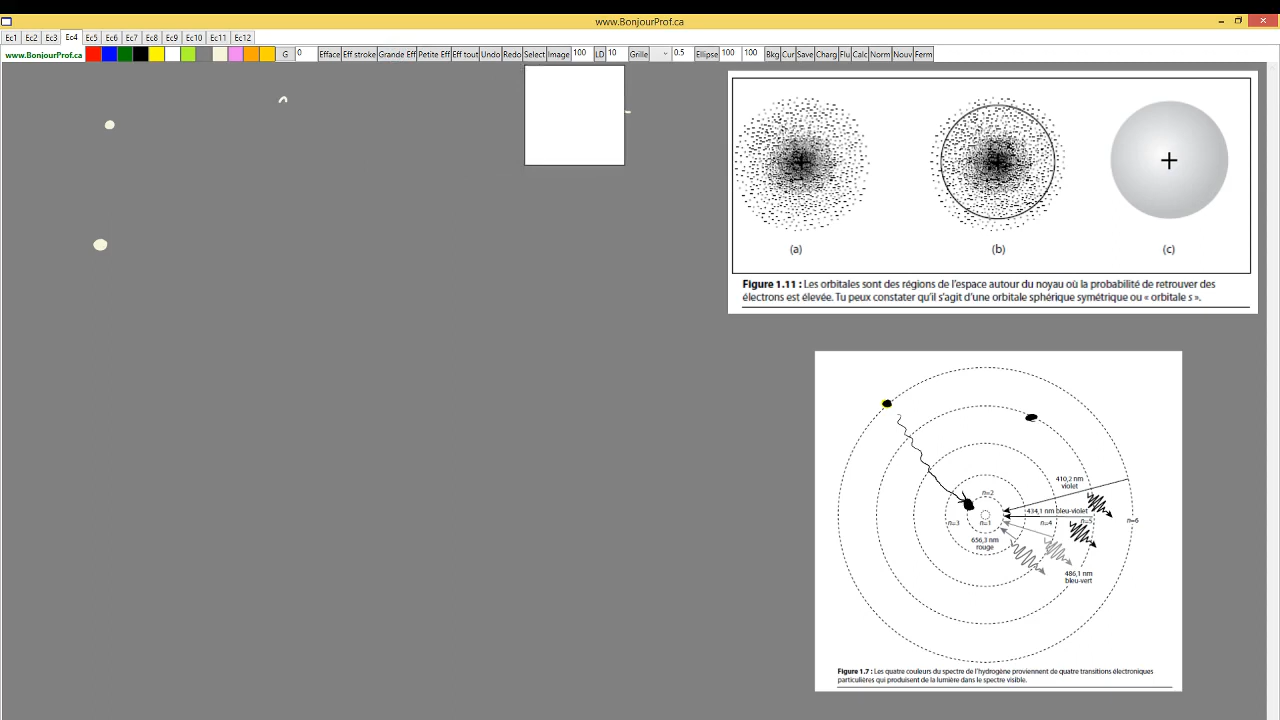 www.BonjourProf.ca
Ec1 Ec2 Ec3 Ec4 Ec5 Ec6 Ec7 Ec8 Ec9 Ec10 Ec11 Ec12
www.BonjourProf.ca G 0 Efface Eff stroke Grande Eff Petite Eff Eff tout Undo Redo Select Image 100 LD 10 Grille 0.5 Ellipse 100 100 Bkg Cur Save Charg Flu Calc Norm Nouv Ferm
(a) (b) (c)
Figure 1.11 : Les orbitales sont des régions de l'espace autour du noyau où la probabilité de retrouver des
électrons est élevée. Tu peux constater qu'il s'agit d'une orbitale sphérique symétrique ou « orbitale s ».
410,2 nm
violet
n=2
434,1 nm bleu-violet
n=3 n=1 n=4 n=5 n=6
656,3 nm
rouge
486,1 nm
bleu-vert
Figure 1.7 : Les quatre couleurs du spectre de l'hydrogène proviennent de quatre transitions électroniques
particulières qui produisent de la lumière dans le spectre visible.